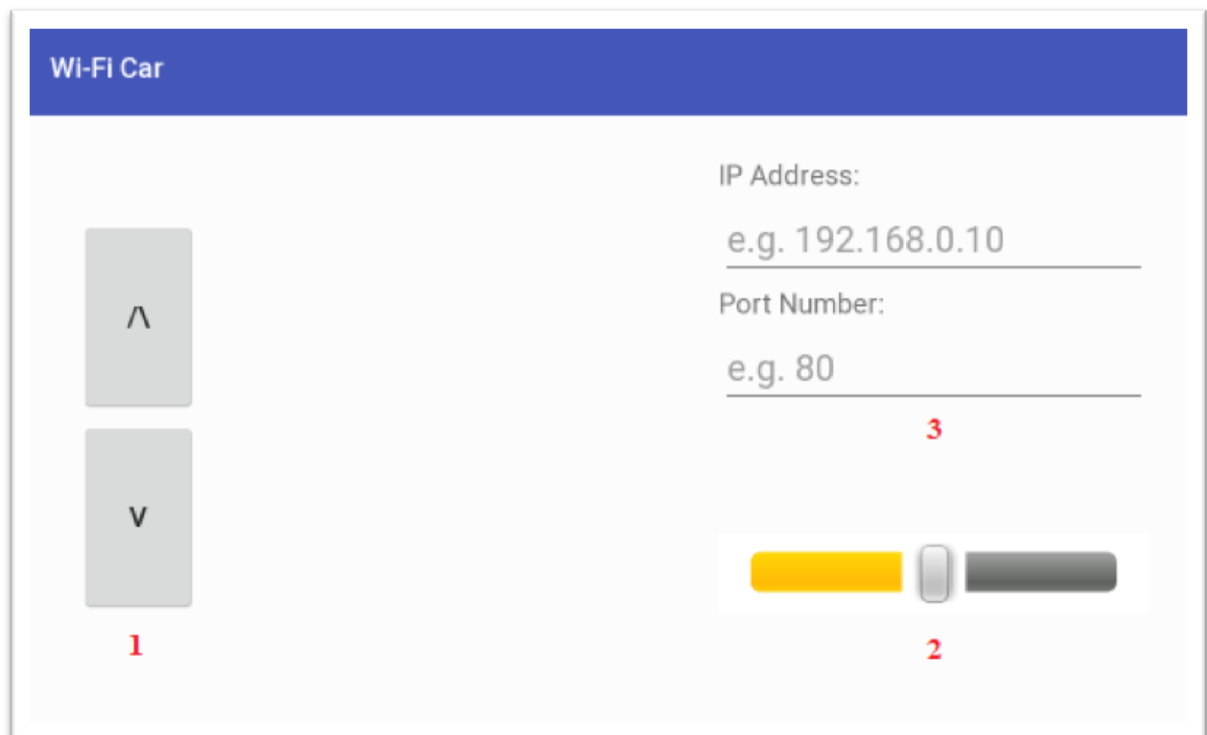 Wi-Fi Car
/\
V
1
IP Address:
e.g. 192.168.0.10
Port Number:
e.g. 80
3
2